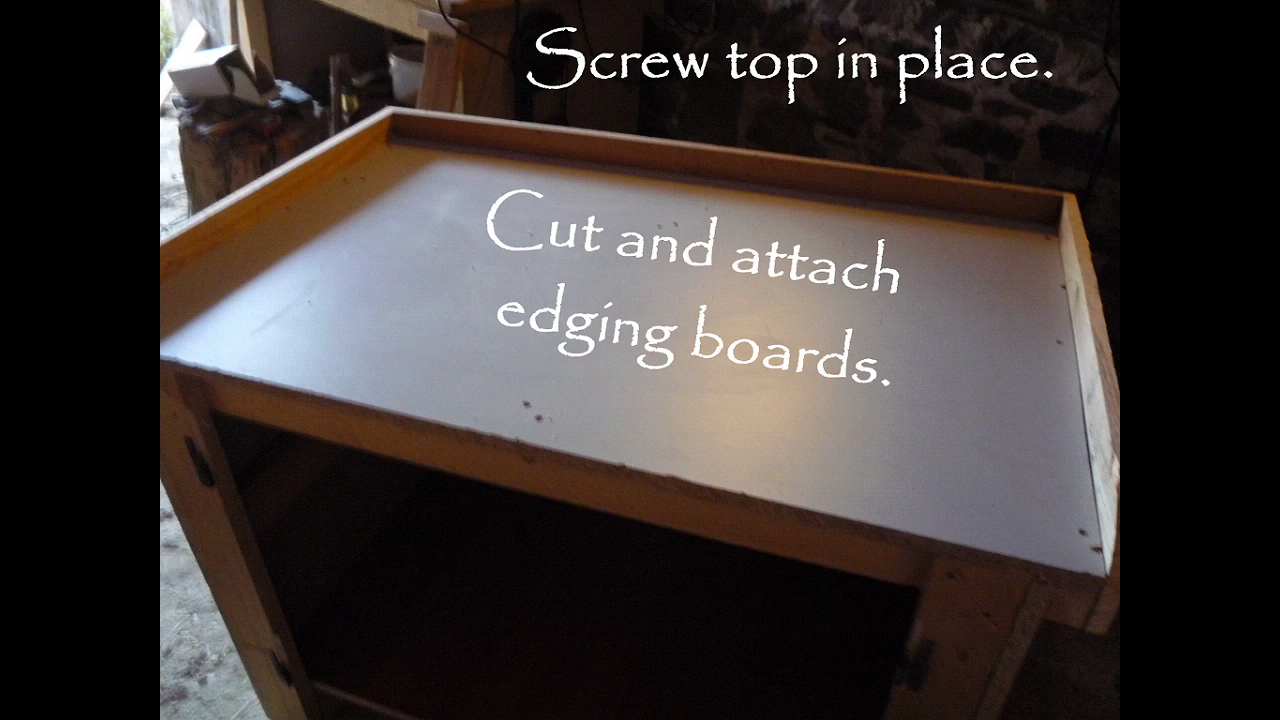 Screw top in place.
Cut and attach
edging boards.